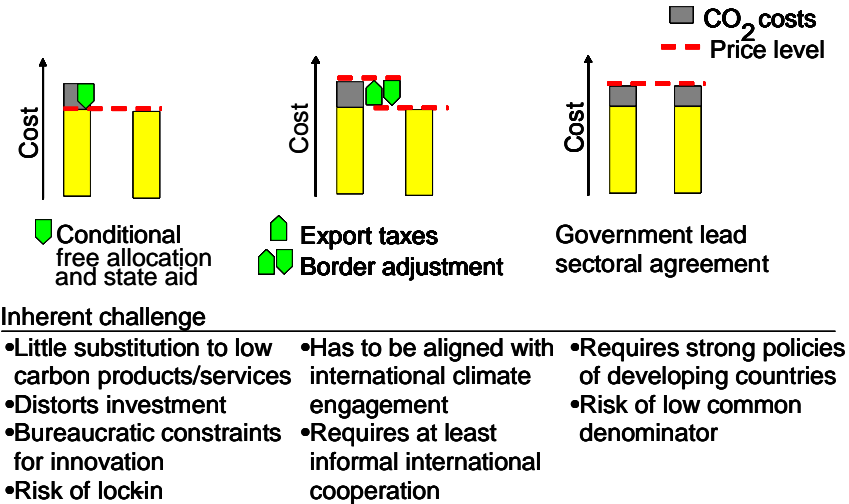 CO2 costs
Price level
Cost
Cost
Cost
Conditional
free allocation
and state aid
Export taxes
Border adjustment
Government lead
sectoral agreement
Inherent challenge
•Little substitution to low
carbon products/services
•Distorts investment
•Bureaucratic constraints
for innovation
•Risk of lock-in
•Has to be aligned with
international climate
engagement
•Requires at least
informal international
cooperation
•Requires strong policies
of developing countries
•Risk of low common
denominator